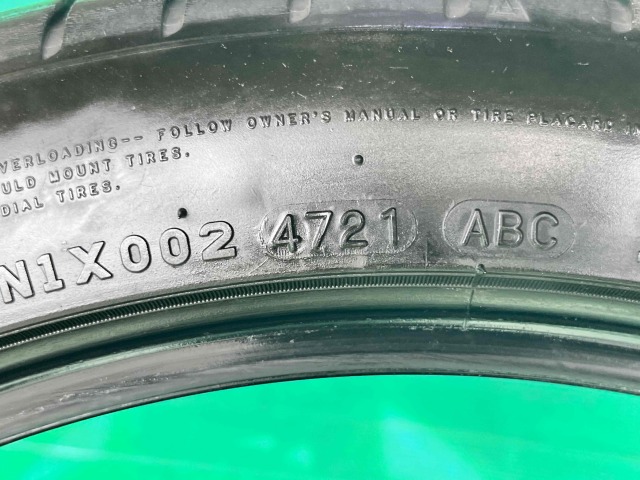 VERLOADING-- FOLLOW OWNER'S MANUAL OR TIRE PLACARD
ULD MOUNT TIRES.
DIAL TIRES.
N1X002 4721 ABC